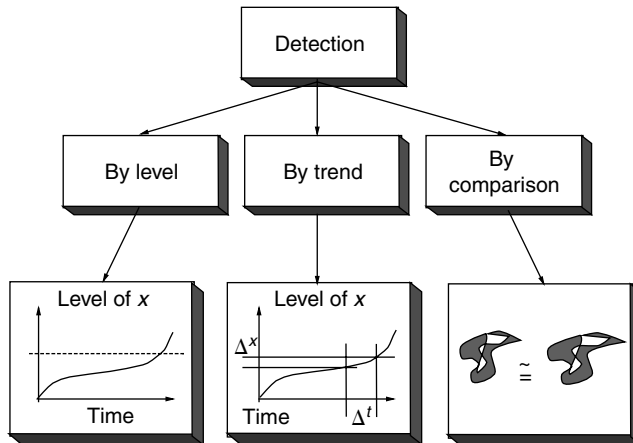 Detection
By level
By trend
By
comparison
Level of x
Time
Level of x
Δx
Time
Δt
≅